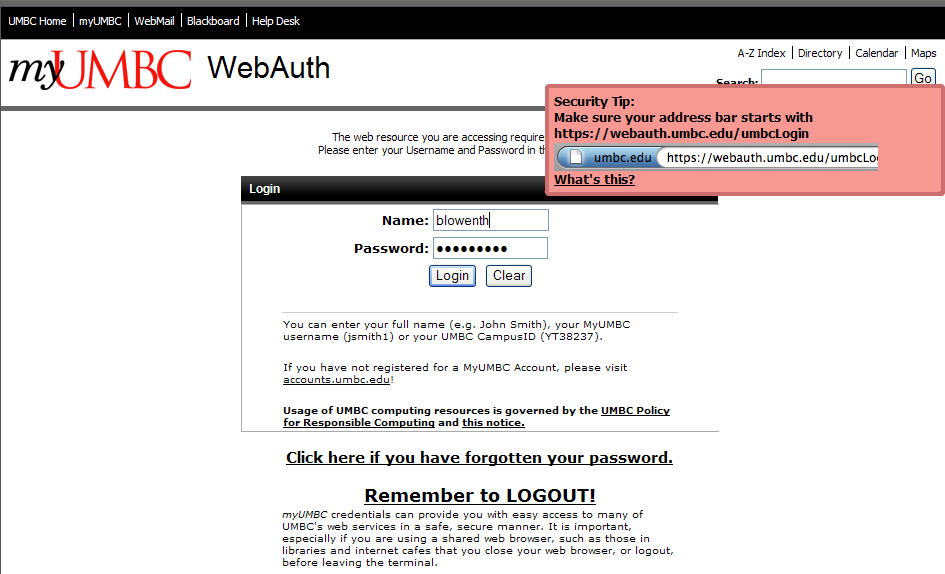 UMBC Home | myUMBC | WebMail | Blackboard | Help Desk
myUMBC WebAuth
A-Z Index | Directory | Calendar | Maps
Search: Go
Security Tip:
Make sure your address bar starts with
https://webauth.umbc.edu/umbcLogin
umbc.edu https://webauth.umbc.edu/umbcLo
What's this?
The web resource you are accessing require
Please enter your Username and Password in th
Login
Name: blowenth
Password: ●●●●●●●●●
Login Clear
You can enter your full name (e.g. John Smith), your MyUMBC
username (jsmith1) or your UMBC CampusID (YT38237).
If you have not registered for a MyUMBC Account, please visit
accounts.umbc.edu!
Usage of UMBC computing resources is governed by the UMBC Policy
for Responsible Computing and this notice.
Click here if you have forgotten your password.
Remember to LOGOUT!
myUMBC credentials can provide you with easy access to many of
UMBC's web services in a safe, secure manner. It is important,
especially if you are using a shared web browser, such as those in
libraries and internet cafes that you close your web browser, or logout,
before leaving the terminal.